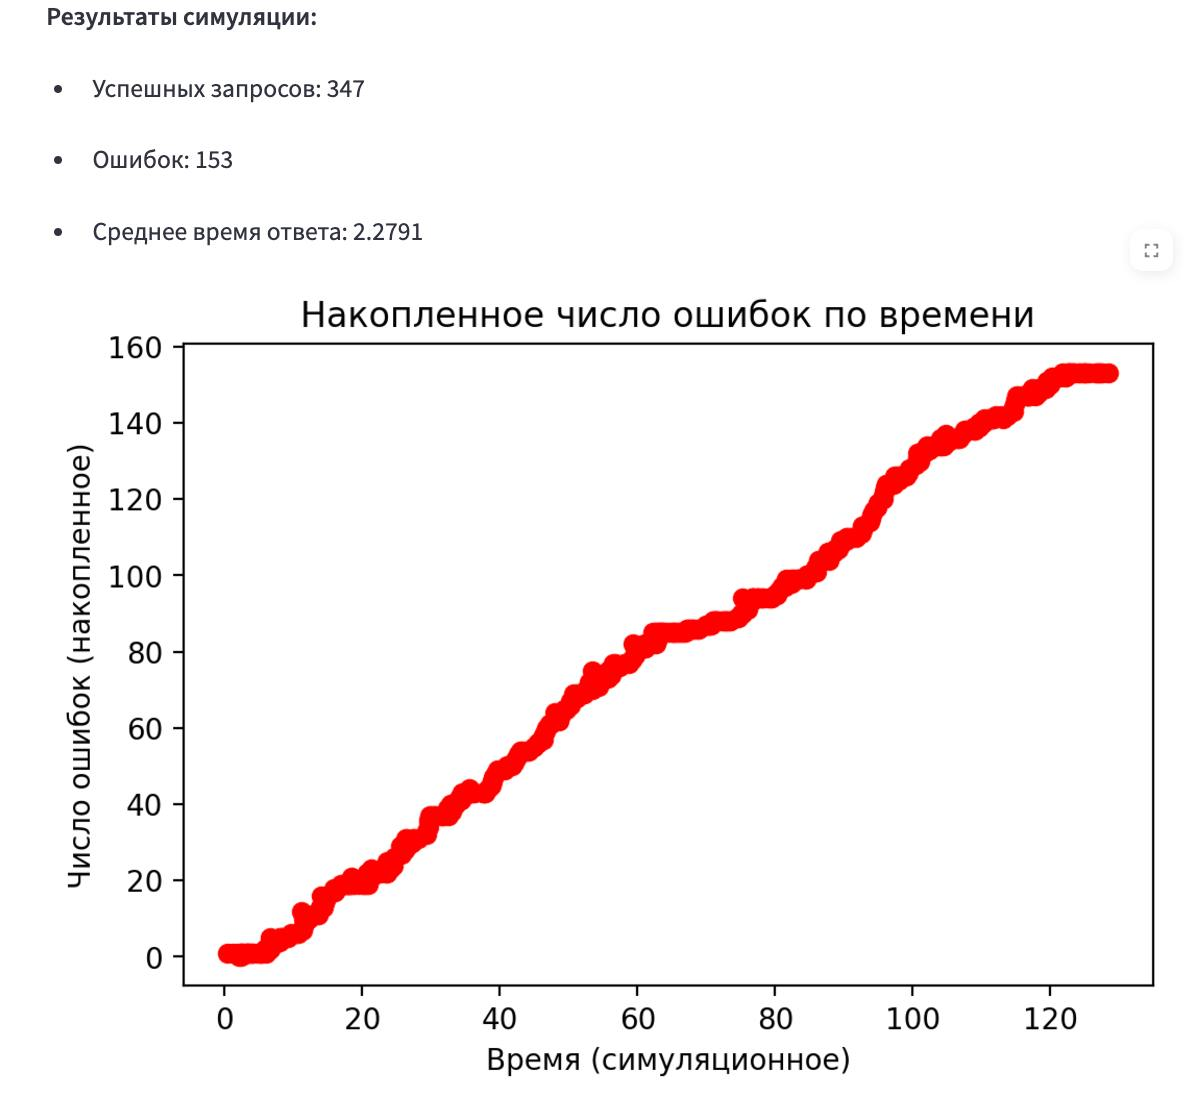 Результаты симуляции:
• Успешных запросов: 347
• Ошибок: 153
• Среднее время ответа: 2.2791
Накопленное число ошибок по времени
160
140
120
100
80
60
40
20
0
Число ошибок (накопленное)
0 20 40 60 80 100 120
Время (симуляционное)